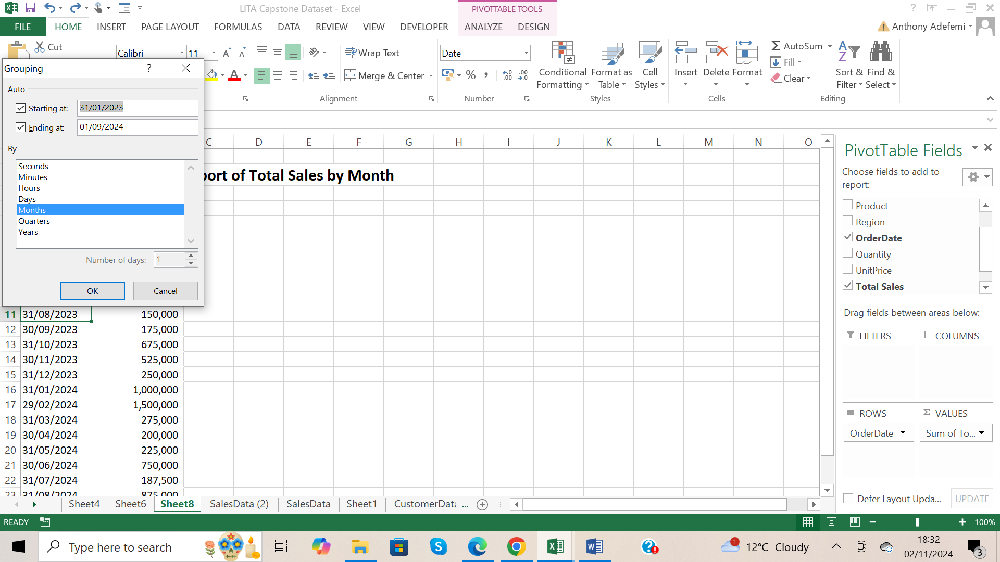 LITA Capstone Dataset - Excel
PIVOTTABLE TOOLS
FILE HOME INSERT PAGE LAYOUT FORMULAS DATA REVIEW VIEW DEVELOPER ANALYZE DESIGN
Anthony Adefemi
Cut
Calibri 11
Wrap Text
Merge & Center
Alignment
Date
Number
Conditional Formatting
Format as Table
Cell Styles
Styles
Insert Delete Format
Cells
AutoSum
Fill
Clear
Sort & Filter
Find & Select
Editing
Grouping ?
Auto
Starting at: 31/01/2023
Ending at: 01/09/2024
By
Seconds
Minutes
Hours
Days
Months
Quarters
Years
Number of days: 1
OK Cancel
C D E F G H I J K L M N O
port of Total Sales by Month
11 31/08/2023 150,000
12 30/09/2023 175,000
13 31/10/2023 675,000
14 30/11/2023 525,000
15 31/12/2023 250,000
16 31/01/2024 1,000,000
17 29/02/2024 1,500,000
18 31/03/2024 275,000
19 30/04/2024 200,000
20 31/05/2024 225,000
21 30/06/2024 750,000
22 31/07/2024 187,500
23 31/08/2024 875,000
PivotTable Fields
Choose fields to add to
report:
Product
Region
OrderDate
Quantity
UnitPrice
Total Sales
Drag fields between areas below:
FILTERS COLUMNS
ROWS VALUES
OrderDate Sum of To...
Defer Layout Upda... UPDATE
Sheet4 Sheet6 Sheet8 SalesData (2) SalesData Sheet1 CustomerData ...
READY 100%
Type here to search
1 12°C Cloudy
18:32
02/11/2024
3